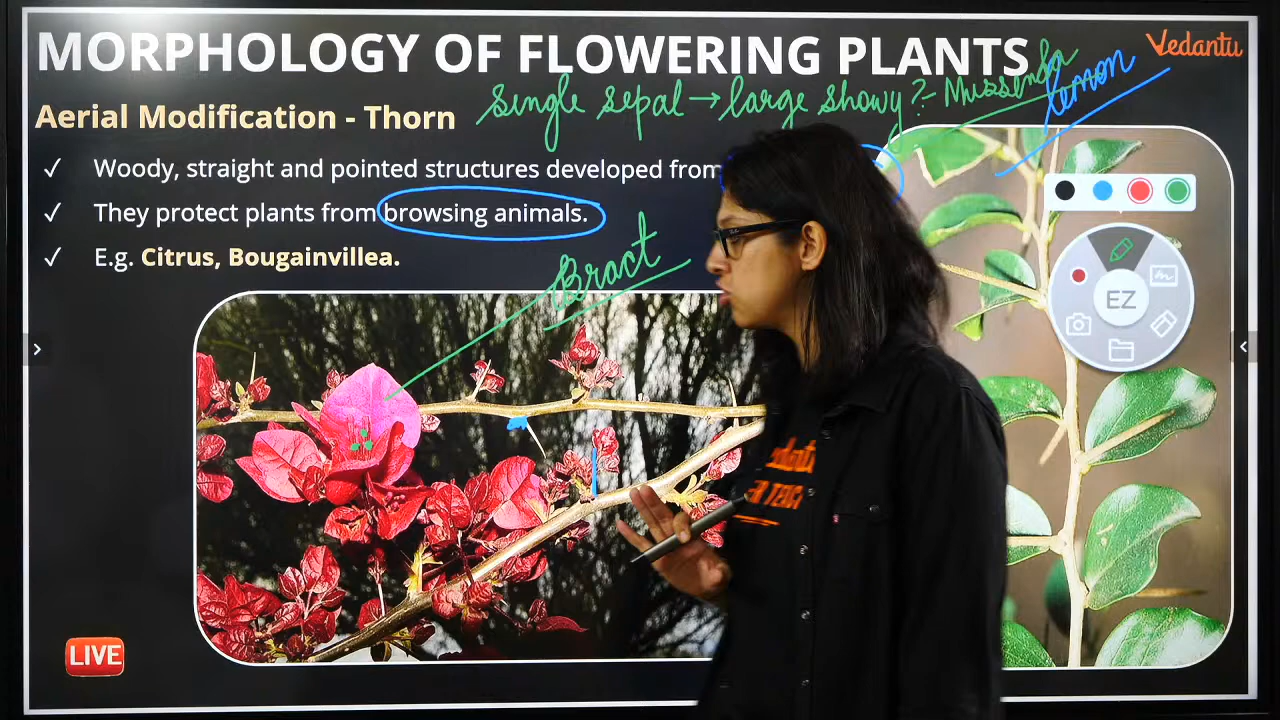 MORPHOLOGY OF FLOWERING PLANTS
Vedantu
single sepal → large showy ?- Mussenda
lemon
Aerial Modification - Thorn
✓ Woody, straight and pointed structures developed from
✓ They protect plants from browsing animals.
✓ E.g. Citrus, Bougainvillea.
Bract
EZ
LIVE